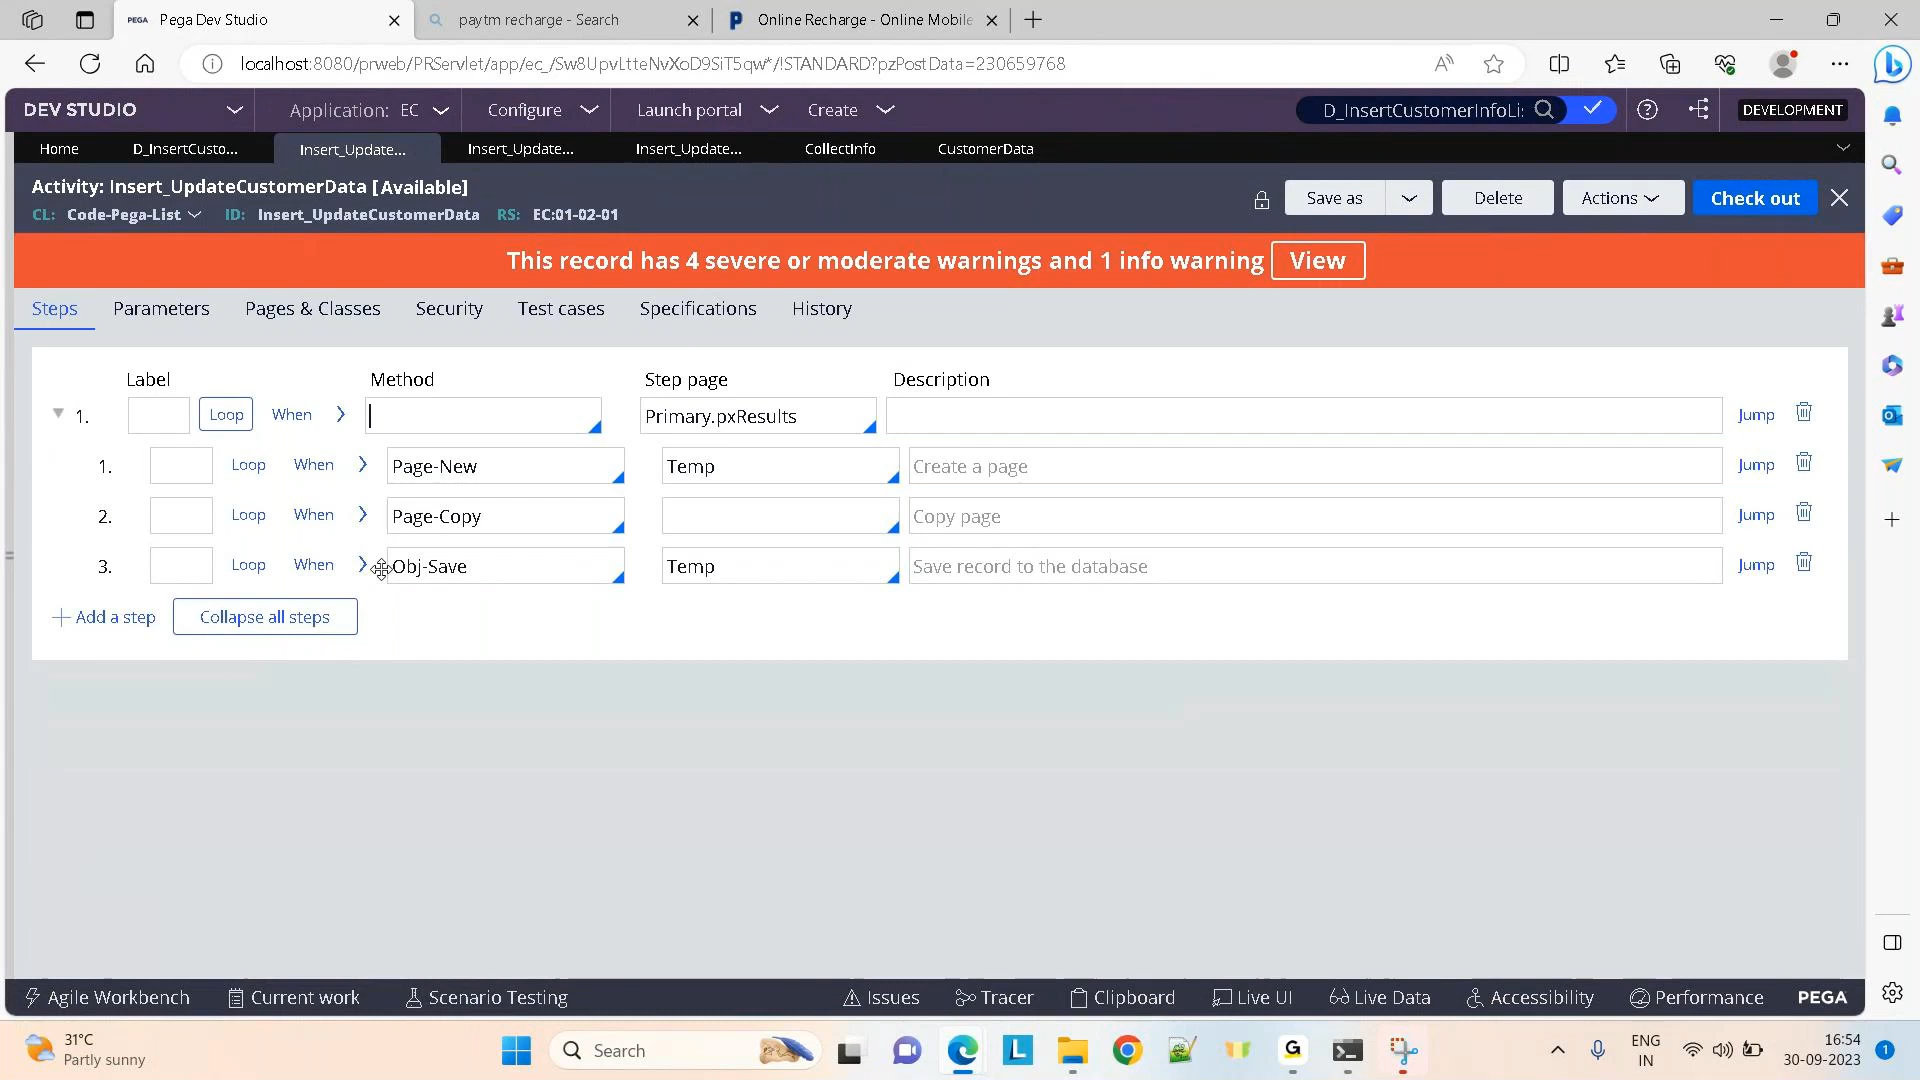 PEGA Pega Dev Studio
paytm recharge - Search
Online Recharge - Online Mobile
localhost:8080/prweb/PRServlet/app/ec_/Sw8UpvLtteNvXoD9SiT5qw*/!STANDARD?pzPostData=230659768
DEV STUDIO
Application: EC
Configure
Launch portal
Create
D_InsertCustomerInfoLi:
DEVELOPMENT
Home
D_InsertCusto...
Insert_Update...
Insert_Update...
Insert_Update...
CollectInfo
CustomerData
Activity: Insert_UpdateCustomerData [Available]
CL: Code-Pega-List ID: Insert_UpdateCustomerData RS: EC:01-02-01
Save as
Delete
Actions
Check out
This record has 4 severe or moderate warnings and 1 info warning View
Steps Parameters Pages & Classes Security Test cases Specifications History
Label Method Step page Description
1. Loop When Primary.pxResults Jump
1. Loop When Page-New Temp Create a page Jump
2. Loop When Page-Copy Copy page Jump
3. Loop When Obj-Save Temp Save record to the database Jump
Add a step Collapse all steps
Agile Workbench Current work Scenario Testing Issues Tracer Clipboard Live UI Live Data Accessibility Performance PEGA
31°C
Partly sunny
Search
ENG
IN
16:54
30-09-2023
1